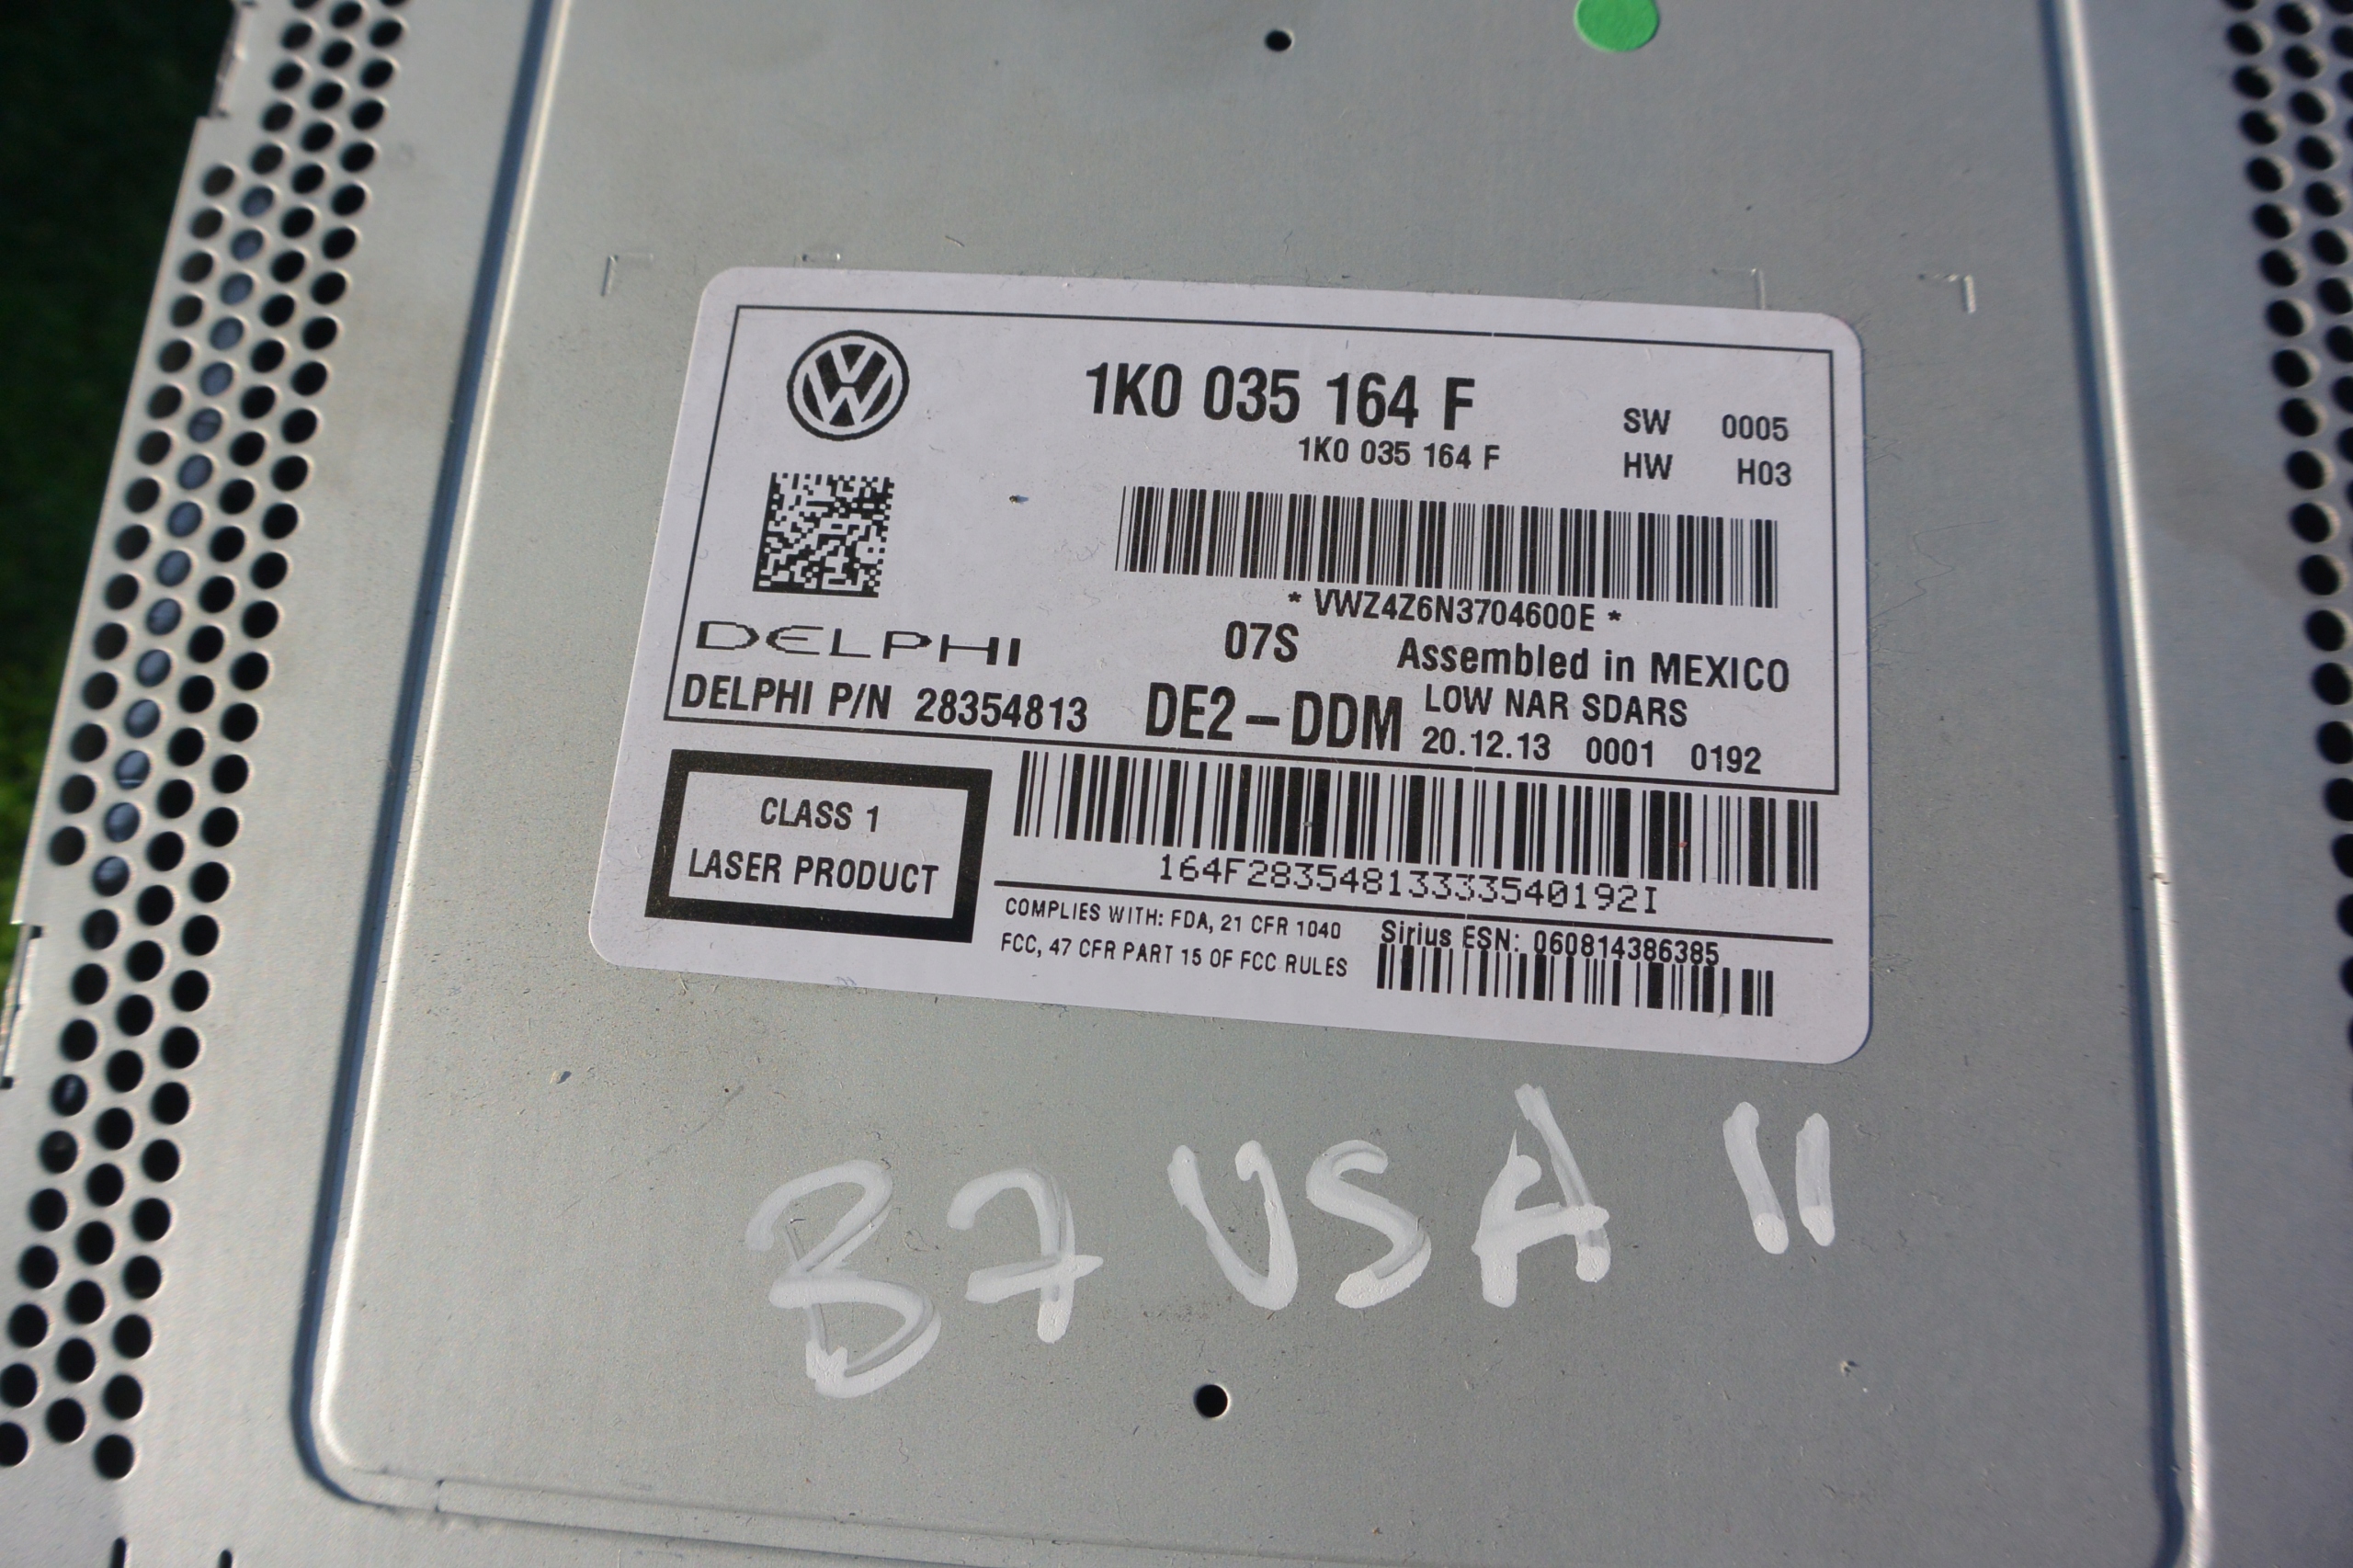 1K0 035 164 F
1K0 035 164 F
SW 0005
HW H03
* VWZ4Z6N3704600E *
DELPHI
07S Assembled in MEXICO
DELPHI P/N 28354813 DE2-DDM
LOW NAR SDARS
20.12.13 0001 0192
CLASS 1
LASER PRODUCT
164F28354813333540192I
COMPLIES WITH: FDA, 21 CFR 1040
FCC, 47 CFR PART 15 OF FCC RULES
Sirius ESN: 060814386385
B7 USA 11